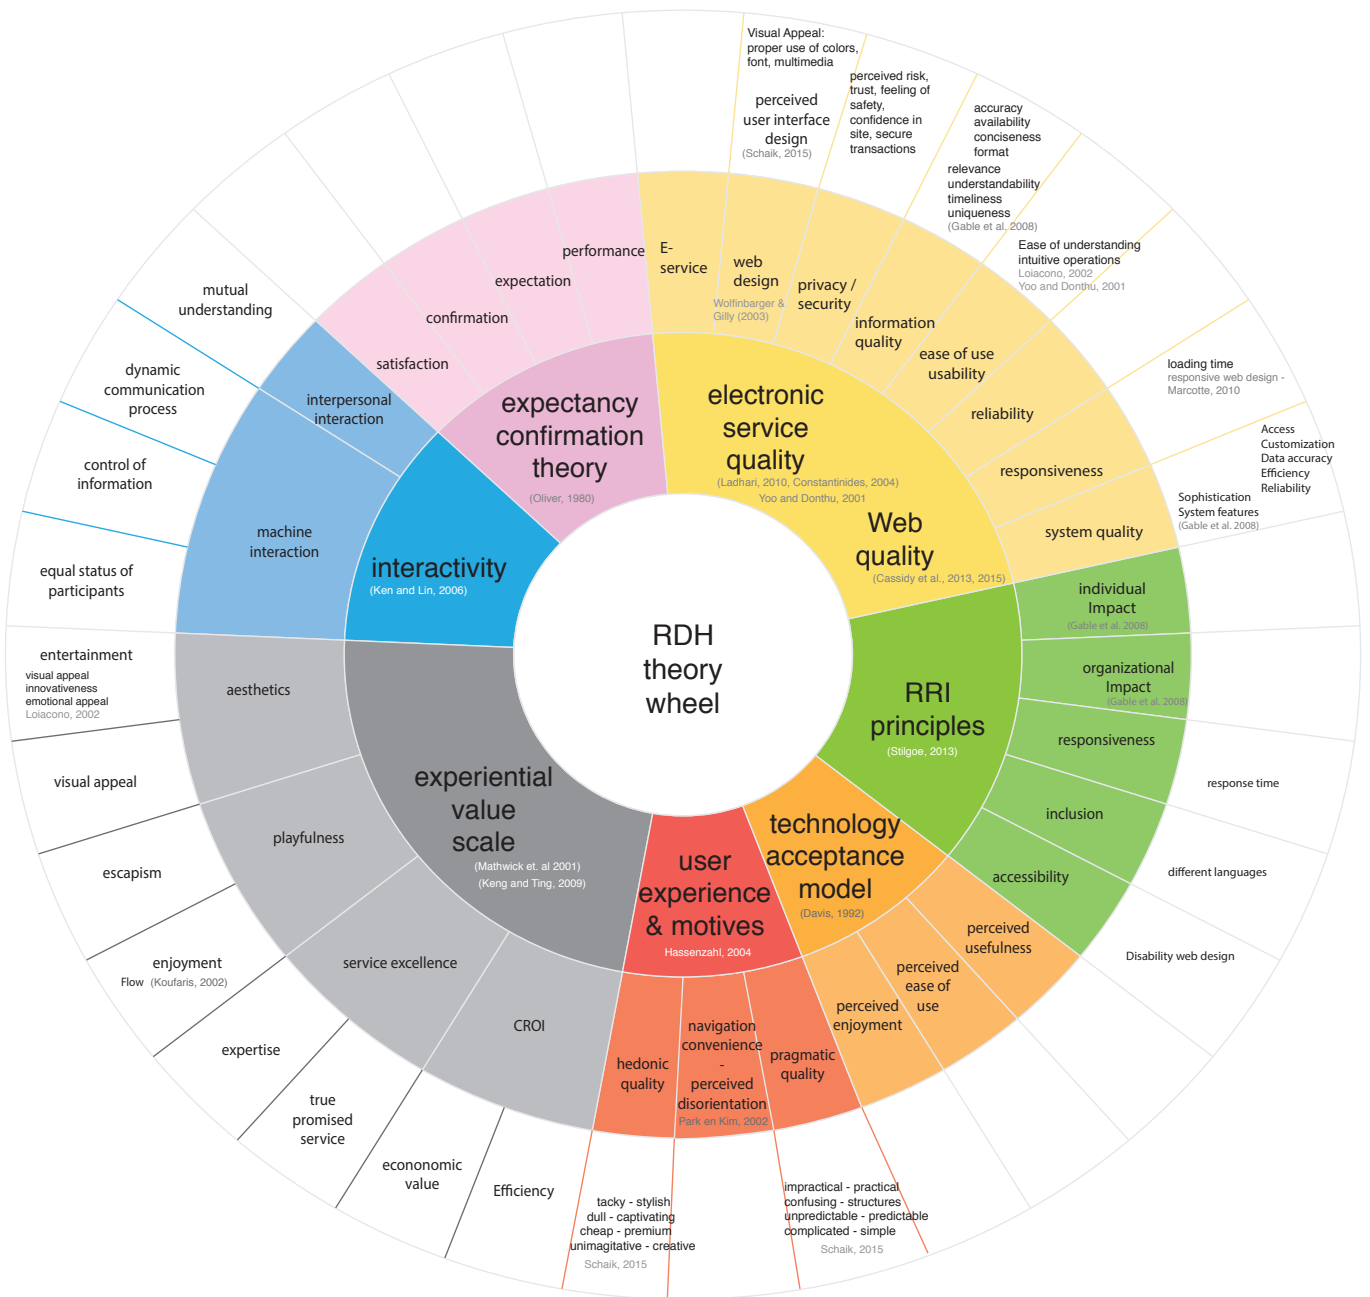 RDH
theory
wheel
electronic
service
quality
(Ladhari, 2010, Constantinides, 2004)
Yoo and Donthu, 2001
Web
quality
(Cassidy et al., 2013, 2015)
E-
service
web
design
Wolfinbarger &
Gilly (2003)
privacy /
security
information
quality
ease of use
usability
reliability
responsiveness
system quality
Visual Appeal:
proper use of colors,
font, multimedia
perceived
user interface
design
(Schaik, 2015)
perceived risk,
trust, feeling of
safety,
confidence in
site, secure
transactions
accuracy
availability
conciseness
format
relevance
understandability
timeliness
uniqueness
(Gable et al. 2008)
Ease of understanding
intuitive operations
Loiacono, 2002
Yoo and Donthu, 2001
loading time
responsive web design -
Marcotte, 2010
Access
Customization
Data accuracy
Efficiency
Reliability
Sophistication
System features
(Gable et al. 2008)
RRI
principles
(Stilgoe, 2013)
individual
Impact
(Gable et al. 2008)
organizational
Impact
(Gable et al. 2008)
responsiveness
inclusion
accessibility
response time
different languages
Disability web design
technology
acceptance
model
(Davis, 1992)
perceived
usefulness
perceived
ease of
use
perceived
enjoyment
user
experience
& motives
Hassenzahl, 2004
pragmatic
quality
navigation
convenience
-
perceived
disorientation
Park en Kim, 2002
hedonic
quality
impractical - practical
confusing - structures
unpredictable - predictable
complicated - simple
Schaik, 2015
tacky - stylish
dull - captivating
cheap - premium
unimagitative - creative
Schaik, 2015
experiential
value
scale
(Mathwick et. al 2001)
(Keng and Ting, 2009)
CROI
service excellence
playfulness
aesthetics
Efficiency
econonomic
value
true
promised
service
expertise
enjoyment
Flow (Koufaris, 2002)
escapism
visual appeal
entertainment
visual appeal
innovativeness
emotional appeal
Loiacono, 2002
interactivity
(Ken and Lin, 2006)
machine
interaction
interpersonal
interaction
equal status of
participants
control of
information
dynamic
communication
process
mutual
understanding
expectancy
confirmation
theory
(Oliver, 1980)
satisfaction
confirmation
expectation
performance